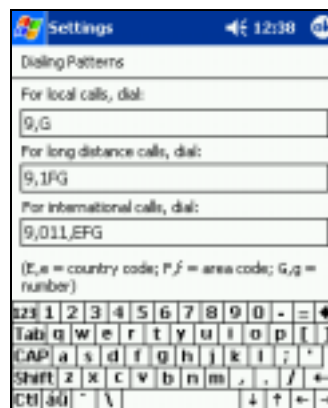 Settings 12:38 ok
Dialing Patterns
For local calls, dial:
9,G
For long distance calls, dial:
9,1FG
For international calls, dial:
9,011,EFG
(E,e = country code; F,f = area code; G,g =
number)
123 1 2 3 4 5 6 7 8 9 0 - =
Tab q w e r t y u i o p [ ]
CAP a s d f g h j k l ; '
Shift z x c v b n m , . /
Ctl áü ` \